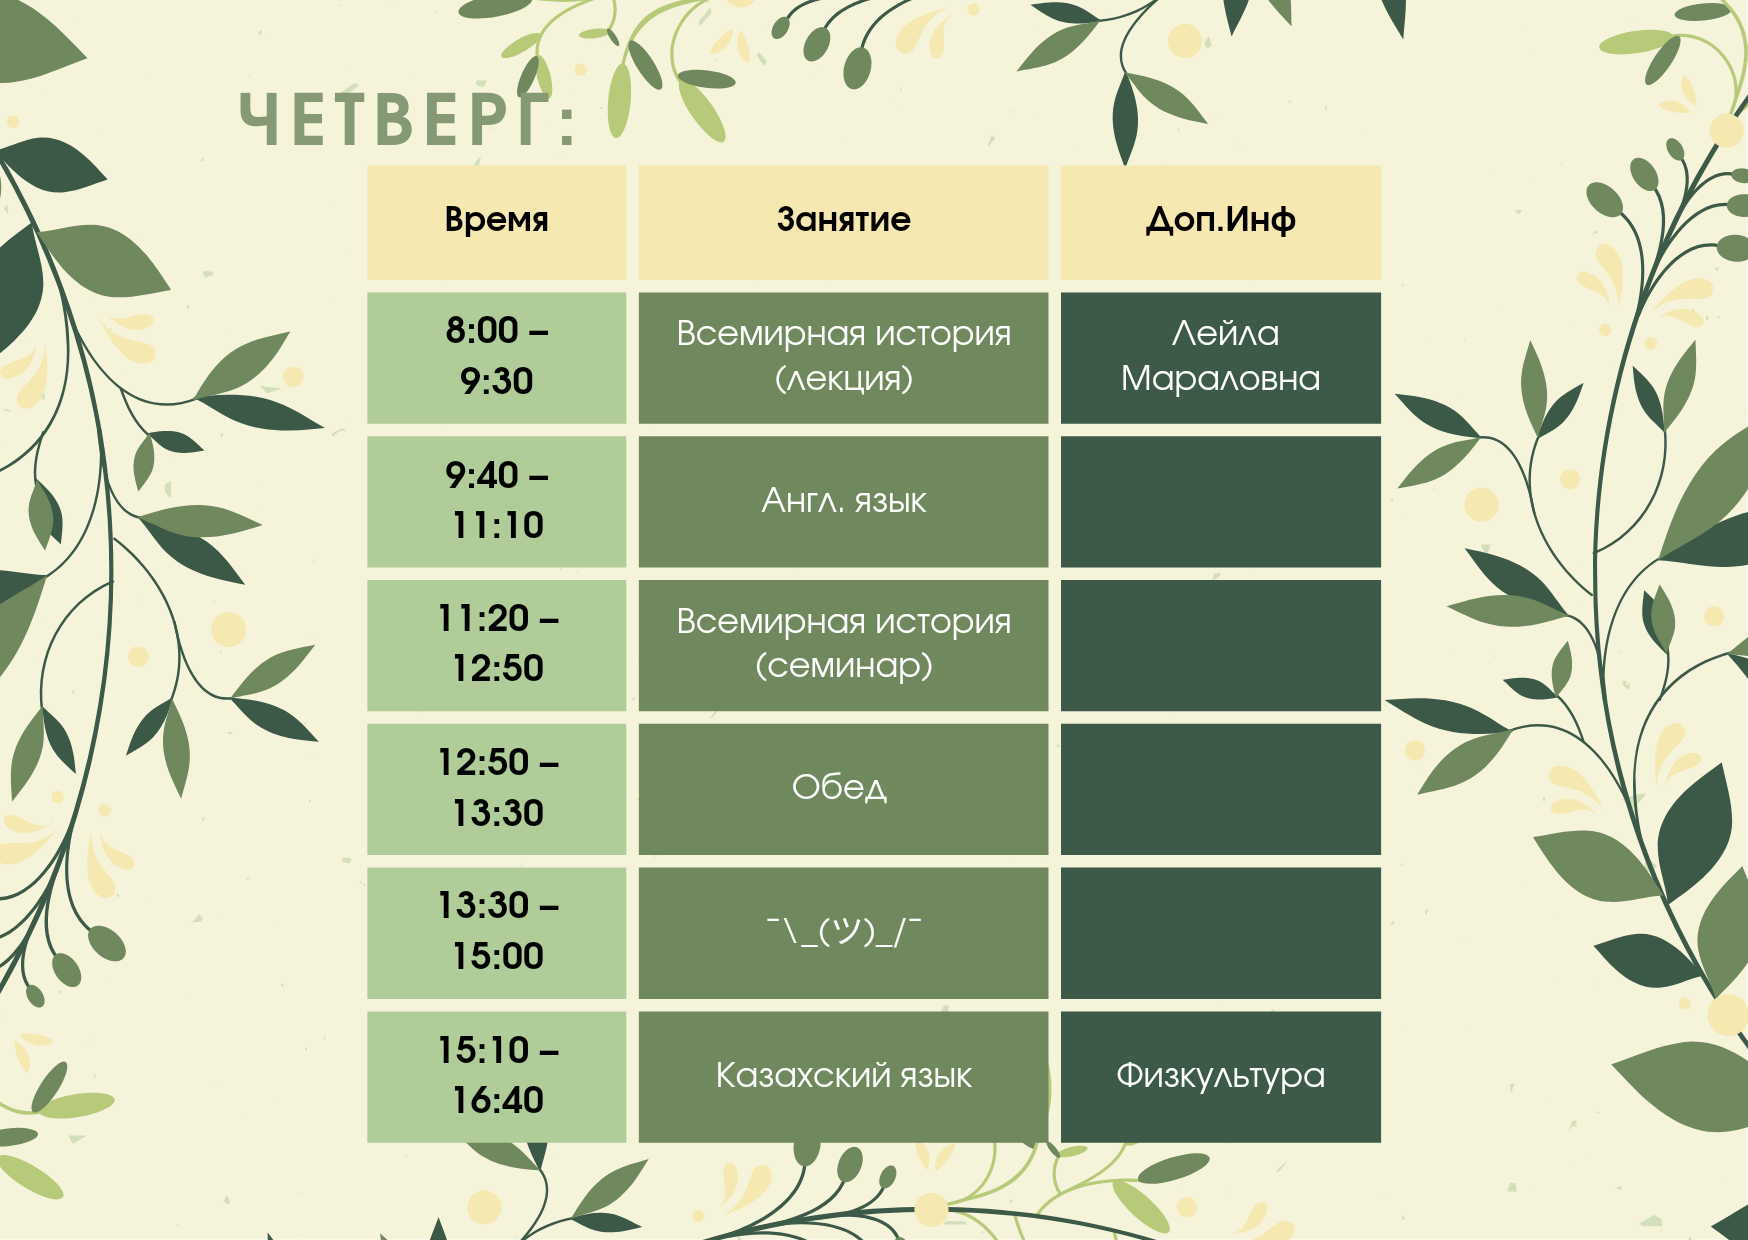 ЧЕТВЕРГ:
Время
Занятие
Доп.Инф
8:00 –
9:30
Всемирная история
(лекция)
Лейла
Мараловна
9:40 –
11:10
Англ. язык
11:20 –
12:50
Всемирная история
(семинар)
12:50 –
13:30
Обед
13:30 –
15:00
¯\_(ツ)_/¯
15:10 –
16:40
Казахский язык
Физкультура